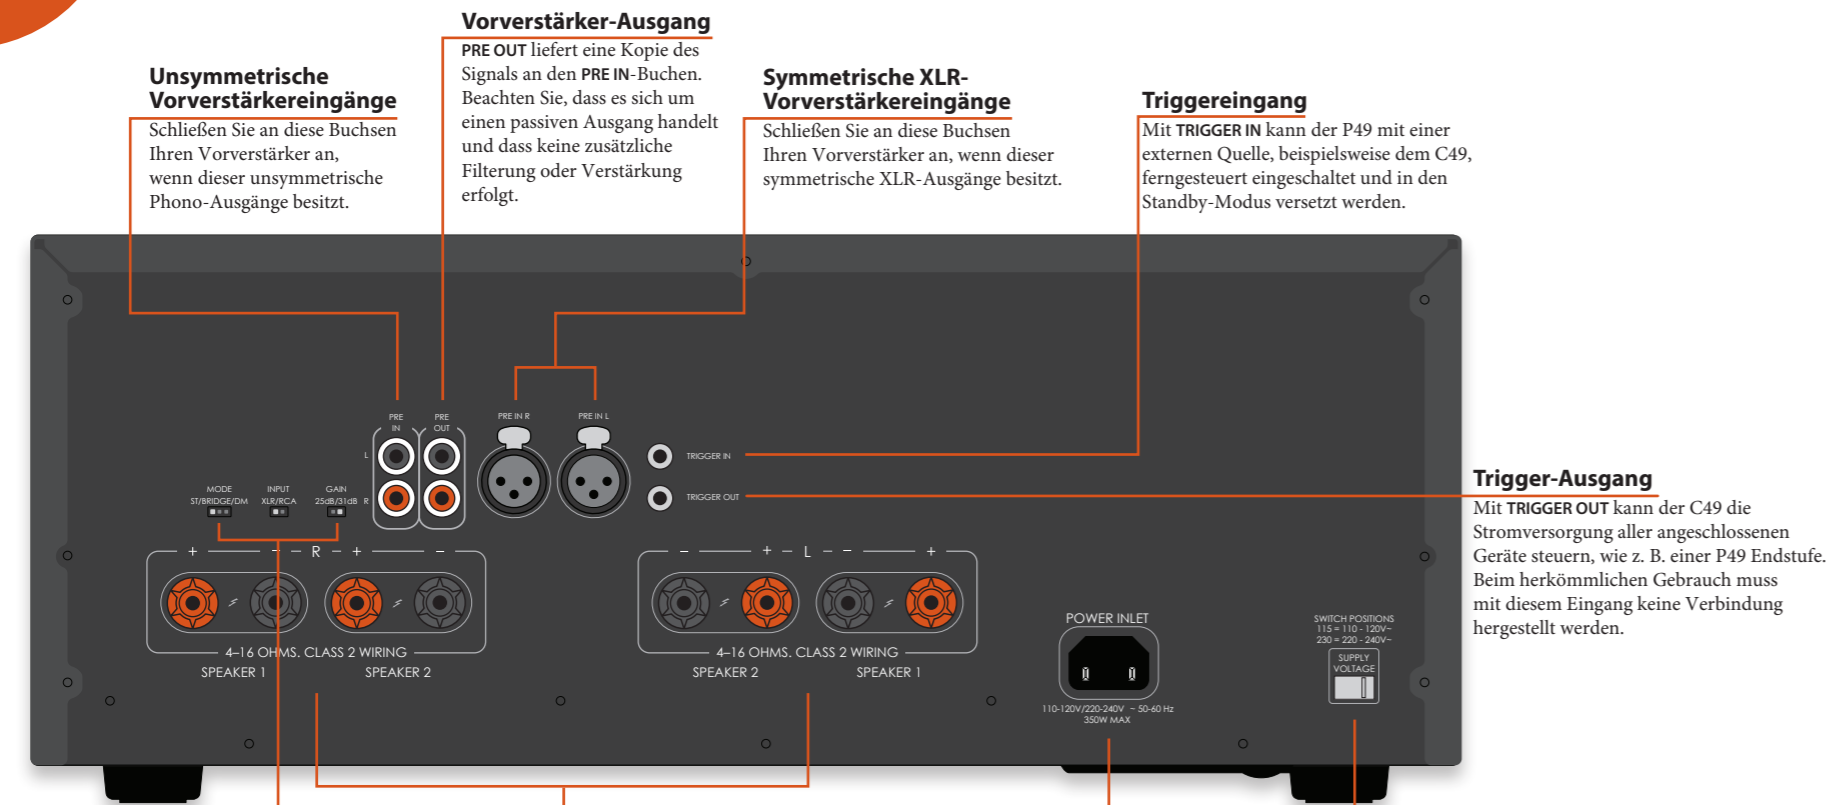 Vorverstärker-Ausgang
PRE OUT liefert eine Kopie des
Signals an den PRE IN-Buchen.
Beachten Sie, dass es sich um
einen passiven Ausgang handelt
und dass keine zusätzliche
Filterung oder Verstärkung
erfolgt.
Unsymmetrische
Vorverstärkereingänge
Schließen Sie an diese Buchsen
Ihren Vorverstärker an,
wenn dieser unsymmetrische
Phono-Ausgänge besitzt.
Symmetrische XLR-
Vorverstärkereingänge
Schließen Sie an diese Buchsen
Ihren Vorverstärker an, wenn dieser
symmetrische XLR-Ausgänge besitzt.
Triggereingang
Mit TRIGGER IN kann der P49 mit einer
externen Quelle, beispielsweise dem C49,
ferngesteuert eingeschaltet und in den
Standby-Modus versetzt werden.
PRE
IN
PRE
OUT
PRE IN R
PRE IN L
L
R
TRIGGER IN
TRIGGER OUT
MODE
ST/BRIDGE/DM
INPUT
XLR/RCA
GAIN
25dB/31dB
Trigger-Ausgang
Mit TRIGGER OUT kann der C49 die
Stromversorgung aller angeschlossenen
Geräte steuern, wie z. B. einer P49 Endstufe.
Beim herkömmlichen Gebrauch muss
mit diesem Eingang keine Verbindung
hergestellt werden.
+ − R + −
− + L − +
4–16 OHMS. CLASS 2 WIRING
SPEAKER 1 SPEAKER 2
4–16 OHMS. CLASS 2 WIRING
SPEAKER 2 SPEAKER 1
POWER INLET
110-120V/220-240V ~ 50-60 Hz
350W MAX
SWITCH POSITIONS
115 = 110 - 120V~
230 = 220 - 240V~
SUPPLY
VOLTAGE